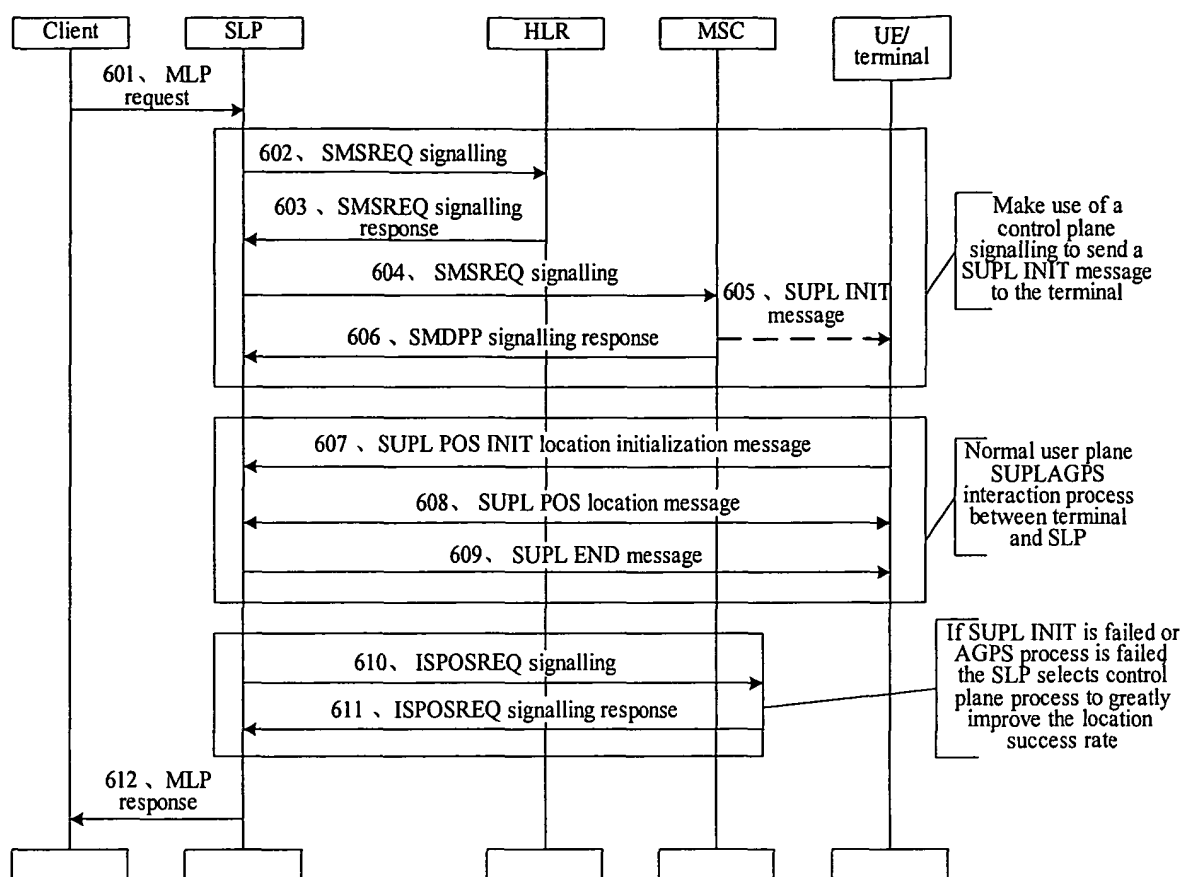 Client
SLP
HLR
MSC
UE/
terminal
601、 MLP
request
602、 SMSREQ signalling
603 、 SMSREQ signalling
response
604、 SMSREQ signalling
605 、 SUPL INIT
message
606、 SMDPP signalling response
Make use of a
control plane
signalling to send a
SUPL INIT message
to the terminal
607 、 SUPL POS INIT location initialization message
608、 SUPL POS location message
609、 SUPL END message
Normal user plane
SUPLAGPS
interaction process
between terminal
and SLP
610、 ISPOSREQ signalling
611 、 ISPOSREQ signalling response
If SUPL INIT is failed or
AGPS process is failed
the SLP selects control
plane process to greatly
improve the location
success rate
612 、 MLP
response